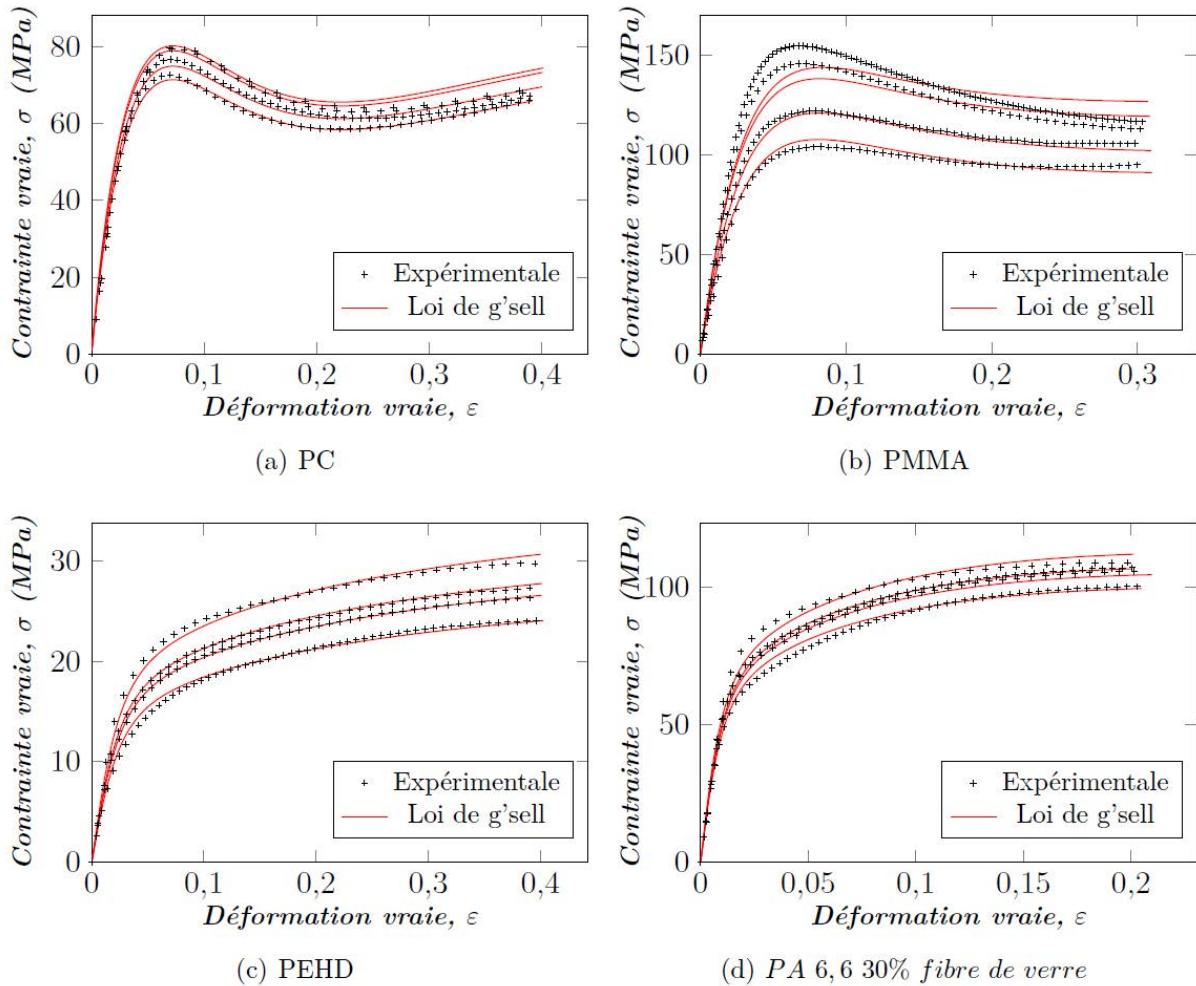 80
60
40
20
0
0
0,1
0,2
0,3
0,4
Contrainte vraie, σ (MPa)
Déformation vraie, ε
Expérimentale
Loi de g'sell
(a) PC
150
100
50
0
0
0,1
0,2
0,3
Contrainte vraie, σ (MPa)
Déformation vraie, ε
Expérimentale
Loi de g'sell
(b) PMMA
30
20
10
0
0
0,1
0,2
0,3
0,4
Contrainte vraie, σ (MPa)
Déformation vraie, ε
Expérimentale
Loi de g'sell
(c) PEHD
100
50
0
0
0,05
0,1
0,15
0,2
Contrainte vraie, σ (MPa)
Déformation vraie, ε
Expérimentale
Loi de g'sell
(d) PA 6,6 30% fibre de verre